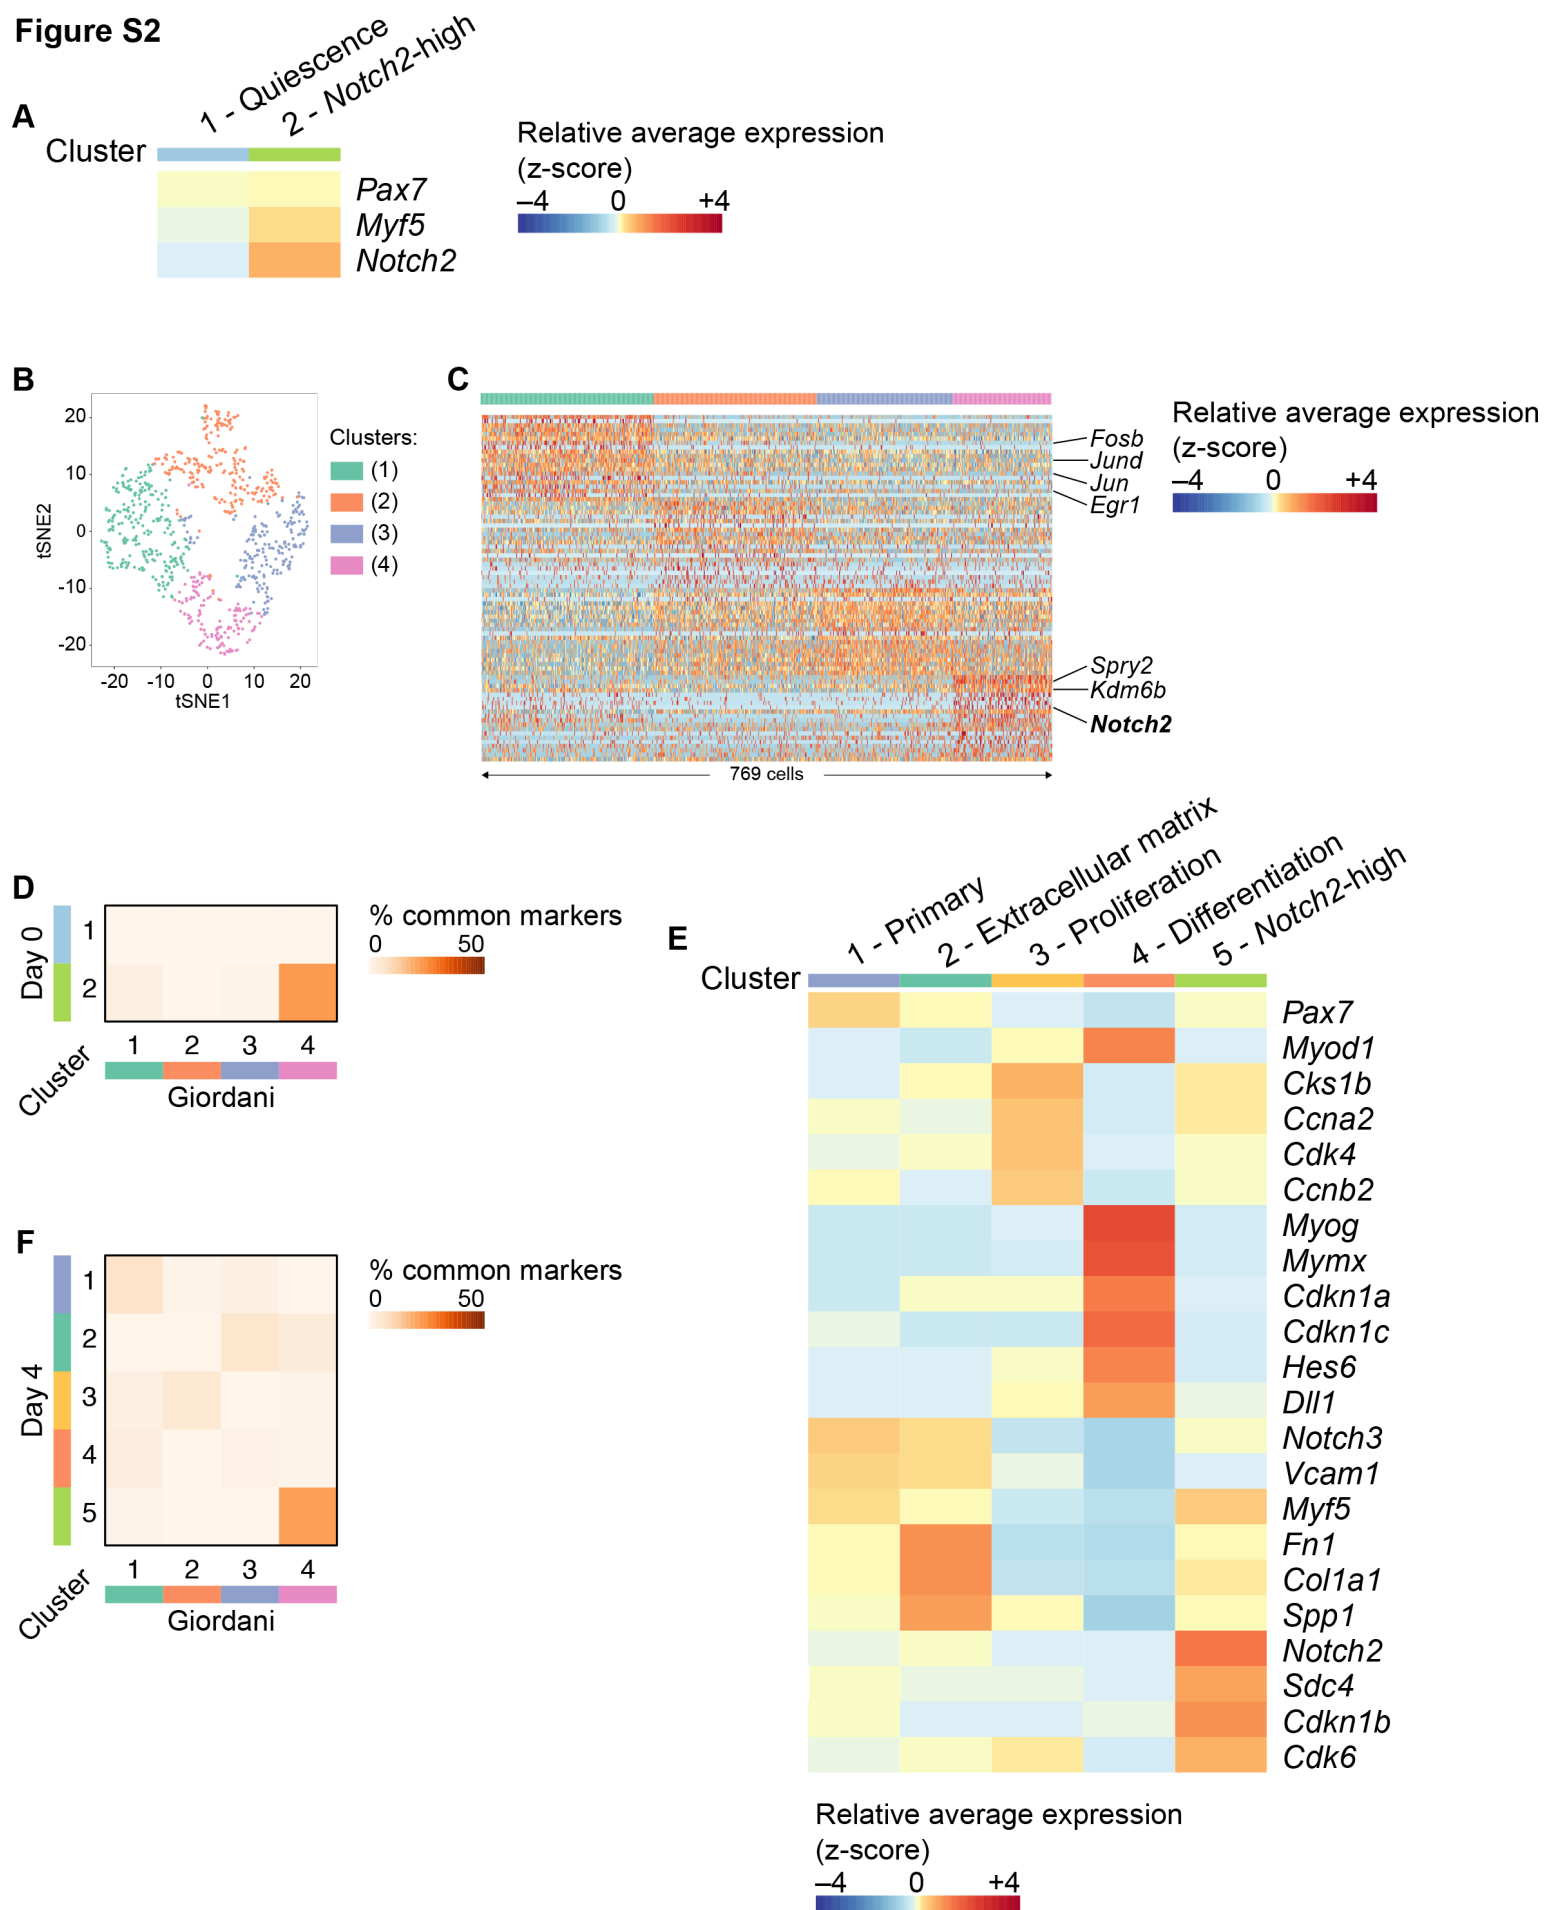 Figure S2
A
1 - Quiescence
2 - Notch2-high
Cluster
Pax7
Myf5
Notch2
Relative average expression
(z-score)
–4 0 +4
B
20
10
0
-10
-20
tSNE2
-20 -10 0 10 20
tSNE1
Clusters:
(1)
(2)
(3)
(4)
C
Fosb
Jund
Jun
Egr1
Spry2
Kdm6b
Notch2
769 cells
Relative average expression
(z-score)
–4 0 +4
D
Day 0
1
2
1 2 3 4
Cluster
Giordani
% common markers
0 50
E
1 - Primary
2 - Extracellular matrix
3 - Proliferation
4 - Differentiation
5 - Notch2-high
Cluster
Pax7
Myod1
Cks1b
Ccna2
Cdk4
Ccnb2
Myog
Mymx
Cdkn1a
Cdkn1c
Hes6
Dll1
Notch3
Vcam1
Myf5
Fn1
Col1a1
Spp1
Notch2
Sdc4
Cdkn1b
Cdk6
Relative average expression
(z-score)
–4 0 +4
F
Day 4
1
2
3
4
5
1 2 3 4
Cluster
Giordani
% common markers
0 50